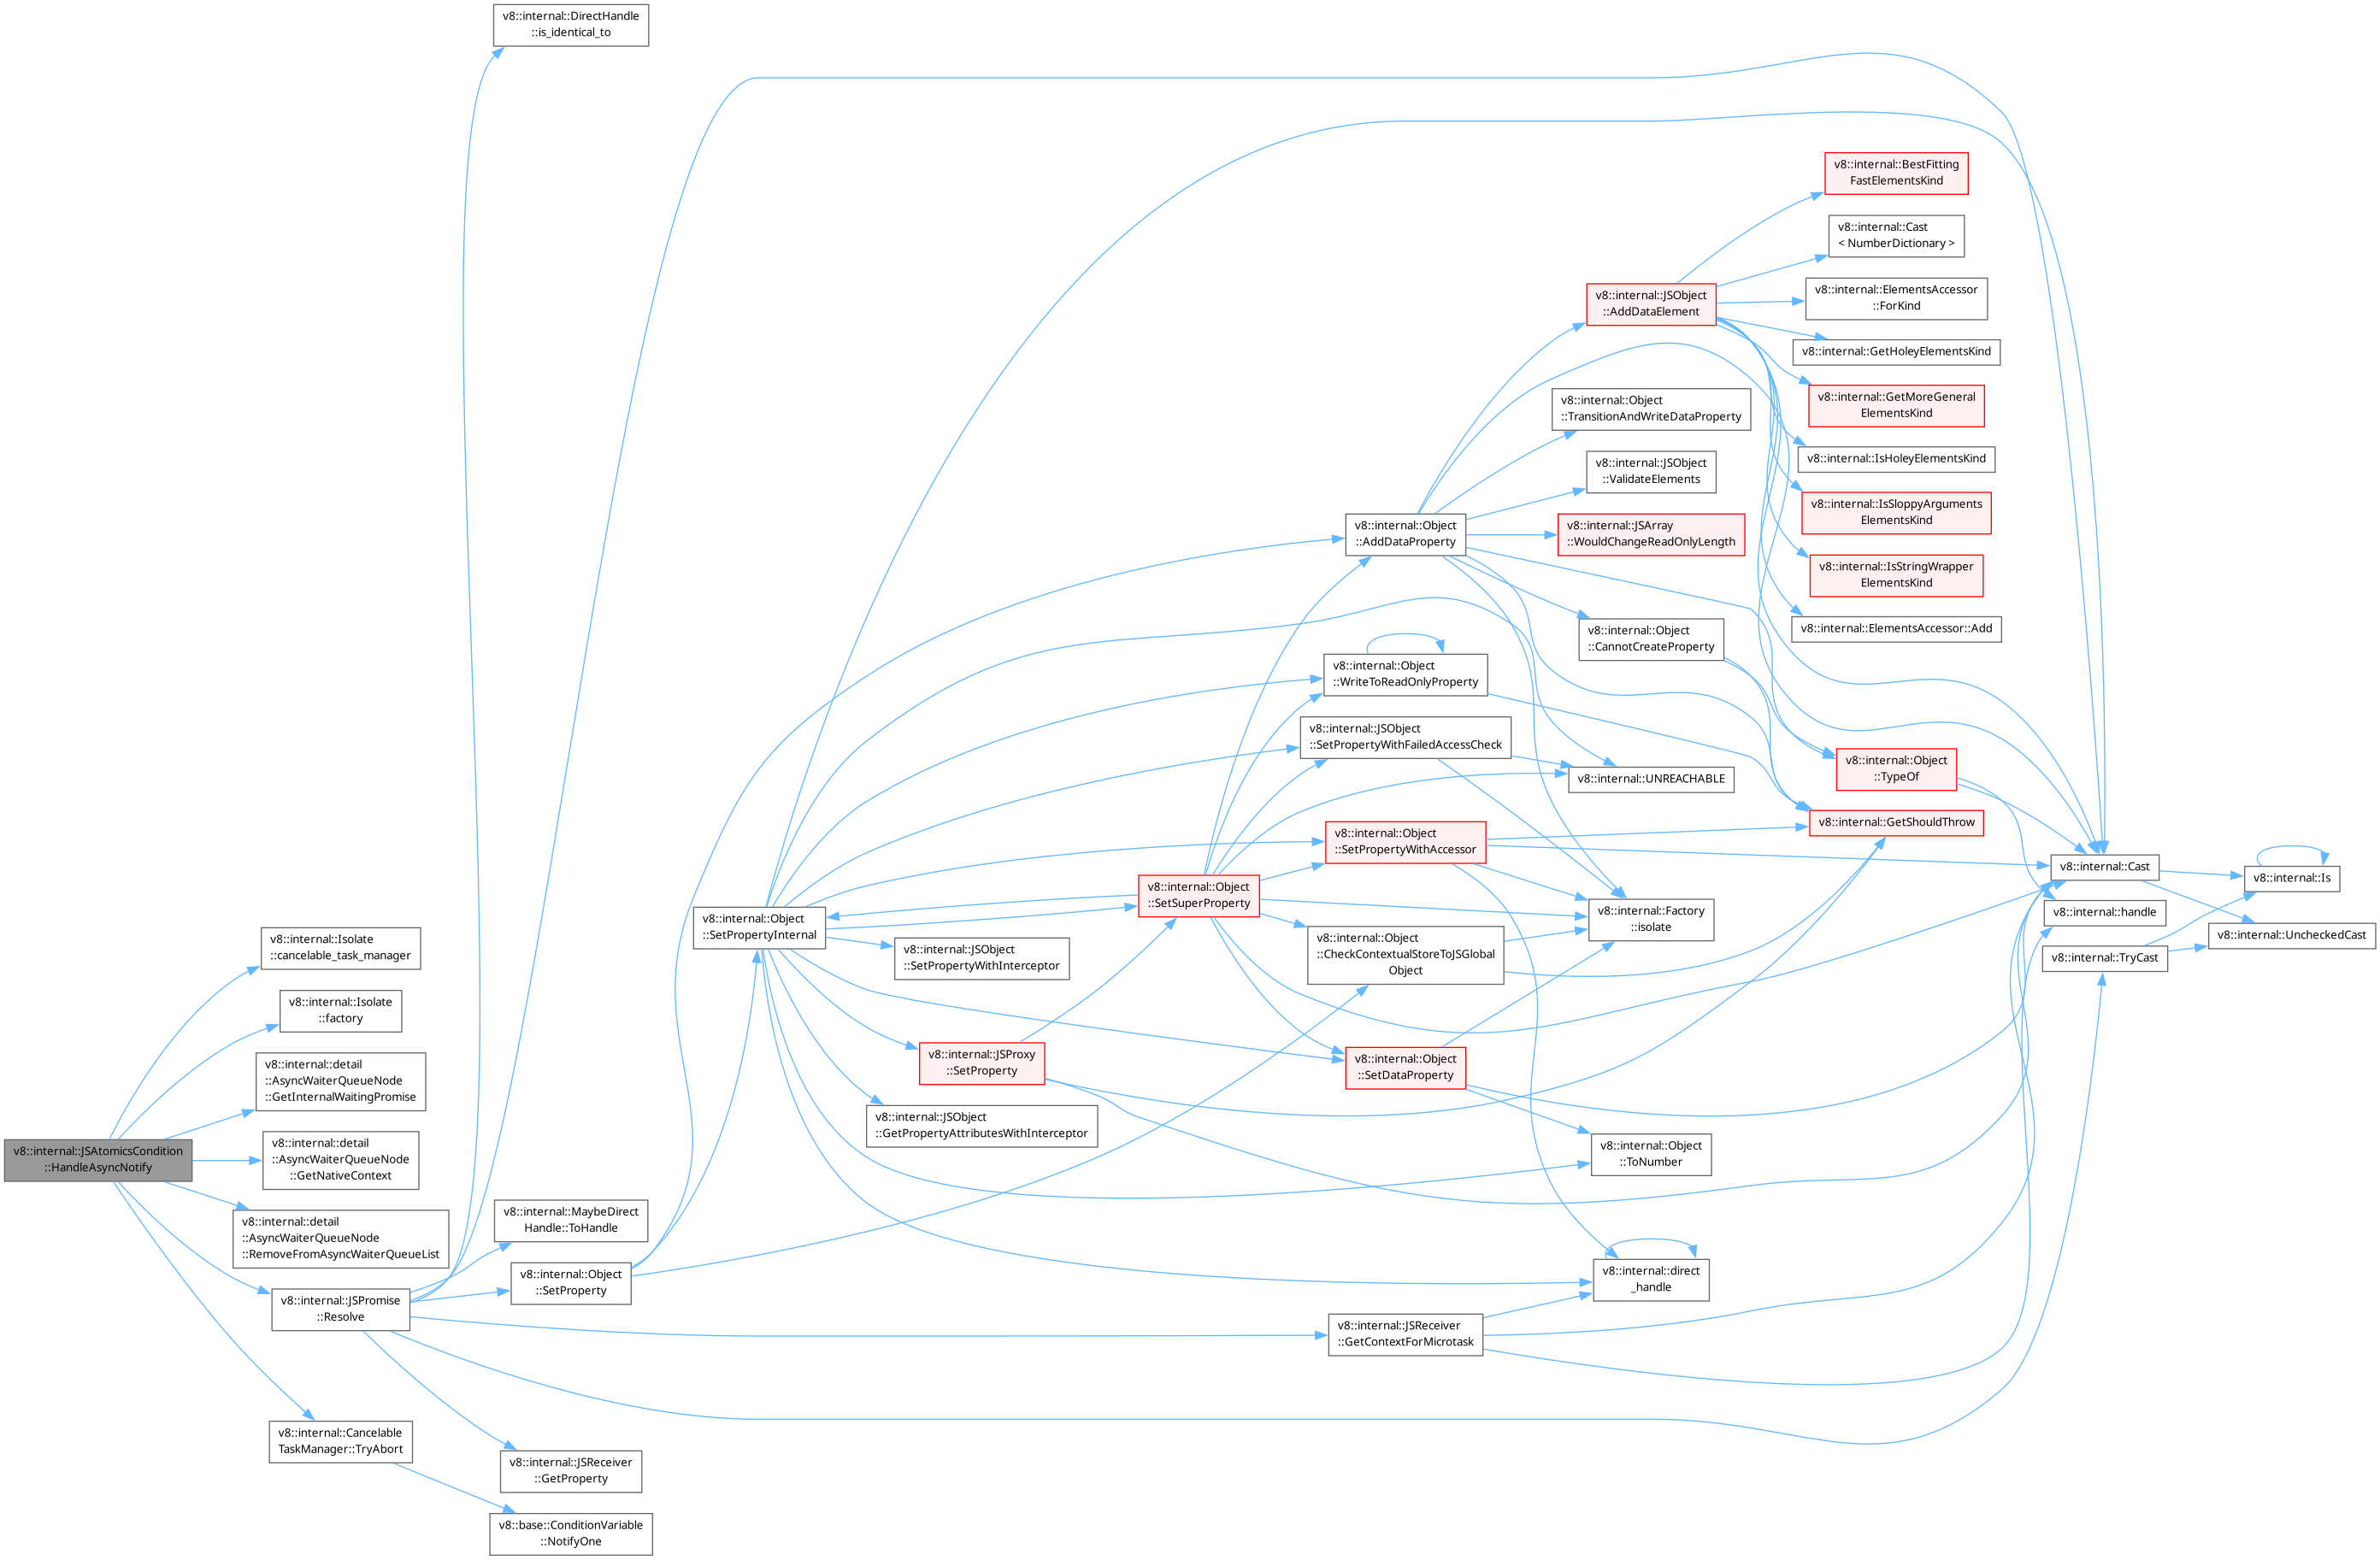 v8::internal::DirectHandle
::is_identical_to
v8::internal::BestFitting
FastElementsKind
v8::internal::Cast
< NumberDictionary >
v8::internal::JSObject
::AddDataElement
v8::internal::ElementsAccessor
::ForKind
v8::internal::GetHoleyElementsKind
v8::internal::Object
::TransitionAndWriteDataProperty
v8::internal::GetMoreGeneral
ElementsKind
v8::internal::IsHoleyElementsKind
v8::internal::JSObject
::ValidateElements
v8::internal::IsSloppyArguments
ElementsKind
v8::internal::Object
::AddDataProperty
v8::internal::JSArray
::WouldChangeReadOnlyLength
v8::internal::IsStringWrapper
ElementsKind
v8::internal::ElementsAccessor::Add
v8::internal::Object
::CannotCreateProperty
v8::internal::Object
::WriteToReadOnlyProperty
v8::internal::JSObject
::SetPropertyWithFailedAccessCheck
v8::internal::UNREACHABLE
v8::internal::Object
::TypeOf
v8::internal::GetShouldThrow
v8::internal::Object
::SetPropertyWithAccessor
v8::internal::Cast
v8::internal::Is
v8::internal::Object
::SetSuperProperty
v8::internal::Object
::SetPropertyInternal
v8::internal::Factory
::isolate
v8::internal::handle
v8::internal::UncheckedCast
v8::internal::Isolate
::cancelable_task_manager
v8::internal::JSObject
::SetPropertyWithInterceptor
v8::internal::Object
::CheckContextualStoreToJSGlobal
Object
v8::internal::TryCast
v8::internal::Isolate
::factory
v8::internal::JSProxy
::SetProperty
v8::internal::Object
::SetDataProperty
v8::internal::detail
::AsyncWaiterQueueNode
::GetInternalWaitingPromise
v8::internal::JSObject
::GetPropertyAttributesWithInterceptor
v8::internal::JSAtomicsCondition
::HandleAsyncNotify
v8::internal::detail
::AsyncWaiterQueueNode
::GetNativeContext
v8::internal::Object
::ToNumber
v8::internal::detail
::AsyncWaiterQueueNode
::RemoveFromAsyncWaiterQueueList
v8::internal::MaybeDirect
Handle::ToHandle
v8::internal::Object
::SetProperty
v8::internal::direct
_handle
v8::internal::JSPromise
::Resolve
v8::internal::JSReceiver
::GetContextForMicrotask
v8::internal::Cancelable
TaskManager::TryAbort
v8::internal::JSReceiver
::GetProperty
v8::base::ConditionVariable
::NotifyOne